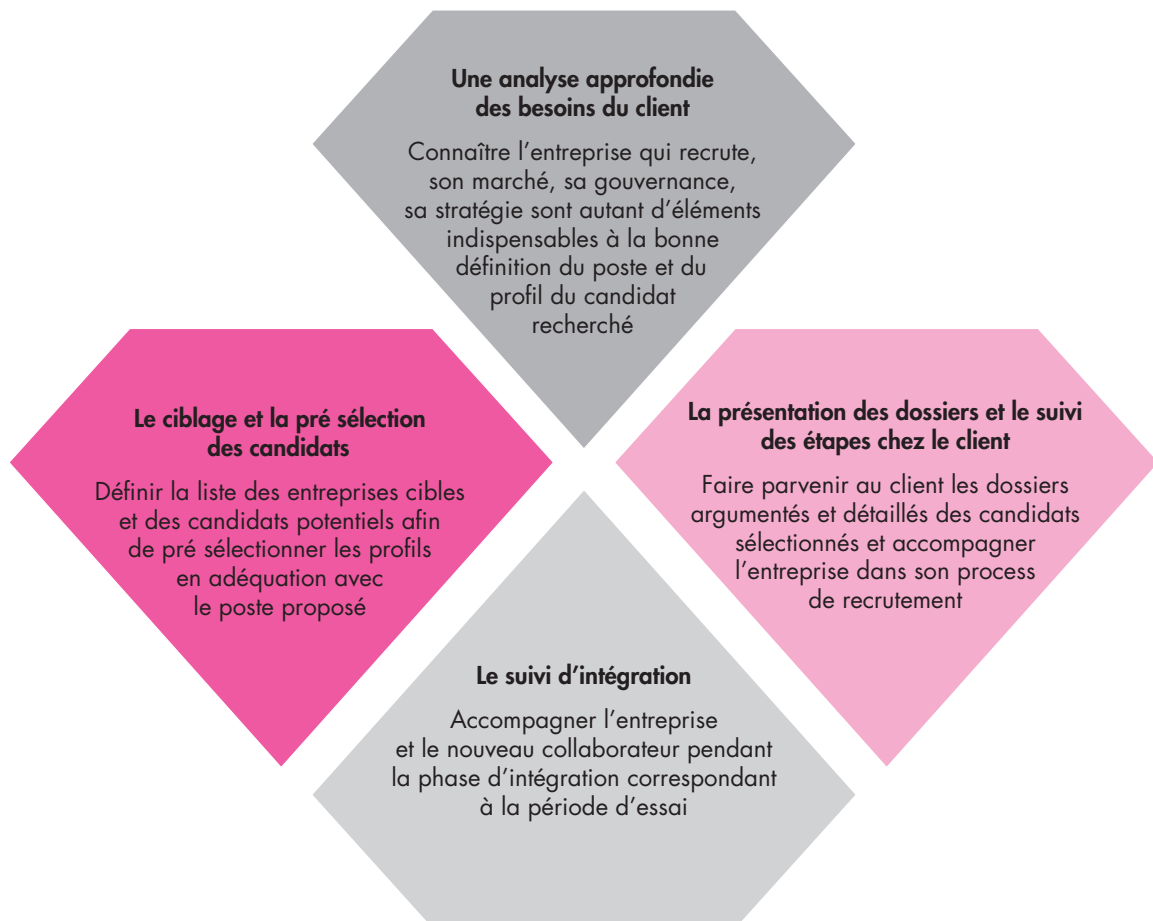 Une analyse approfondie
des besoins du client
Connaître l'entreprise qui recrute,
son marché, sa gouvernance,
sa stratégie sont autant d'éléments
indispensables à la bonne
définition du poste et du
profil du candidat
recherché
Le ciblage et la pré sélection
des candidats
Définir la liste des entreprises cibles
et des candidats potentiels afin
de pré sélectionner les profils
en adéquation avec
le poste proposé
La présentation des dossiers et le suivi
des étapes chez le client
Faire parvenir au client les dossiers
argumentés et détaillés des candidats
sélectionnés et accompagner
l'entreprise dans son process
de recrutement
Le suivi d'intégration
Accompagner l'entreprise
et le nouveau collaborateur pendant
la phase d'intégration correspondant
à la période d'essai